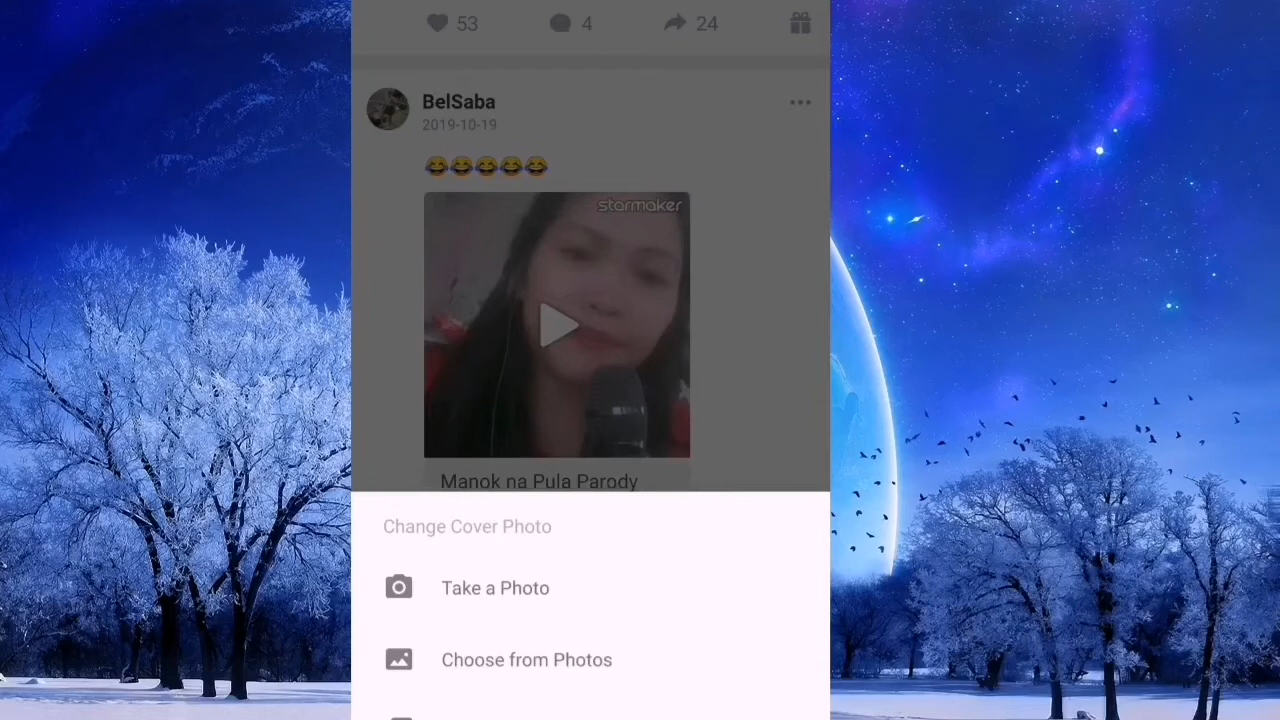 53 4 24
BelSaba
2019-10-19
😂😂😂😂😂
starmaker
Manok na Pula Parody
Change Cover Photo
Take a Photo
Choose from Photos